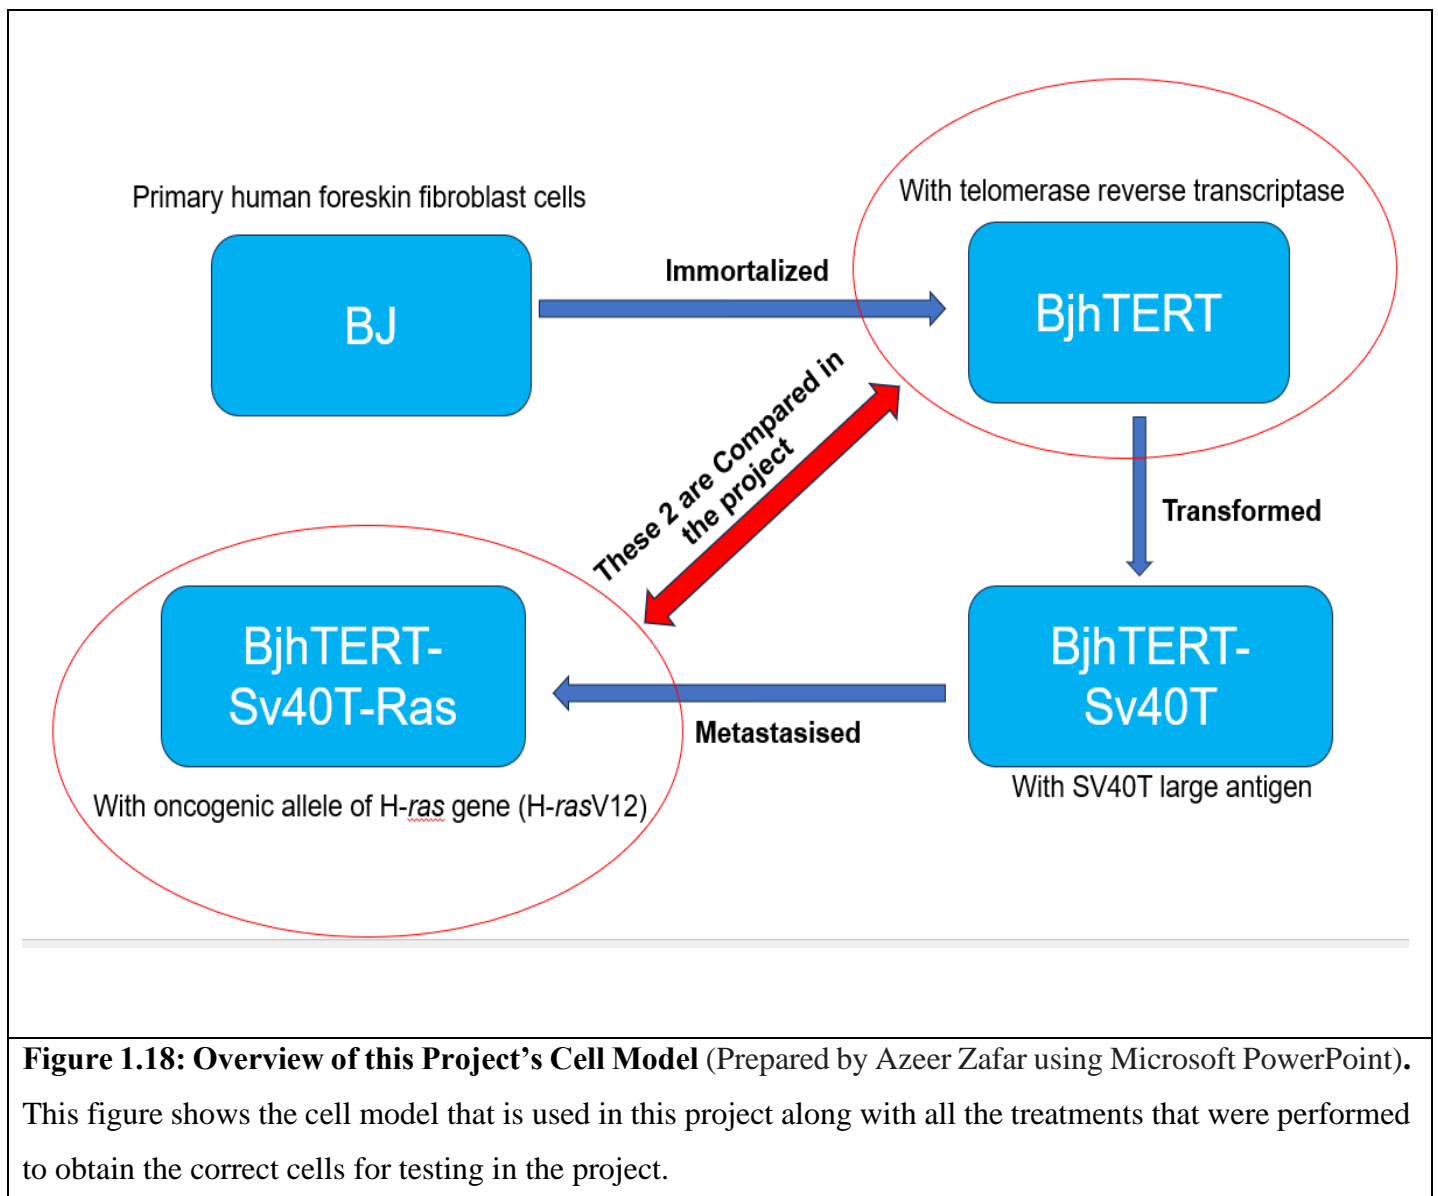 Primary human foreskin fibroblast cells
BJ
Immortalized
With telomerase reverse transcriptase
BjhTERT
These 2 are Compared in
the project
Transformed
BjhTERT-
Sv40T-Ras
With oncogenic allele of H-ras gene (H-rasV12)
Metastasised
BjhTERT-
Sv40T
With SV40T large antigen
Figure 1.18: Overview of this Project’s Cell Model (Prepared by Azeer Zafar using Microsoft PowerPoint).
This figure shows the cell model that is used in this project along with all the treatments that were performed
to obtain the correct cells for testing in the project.